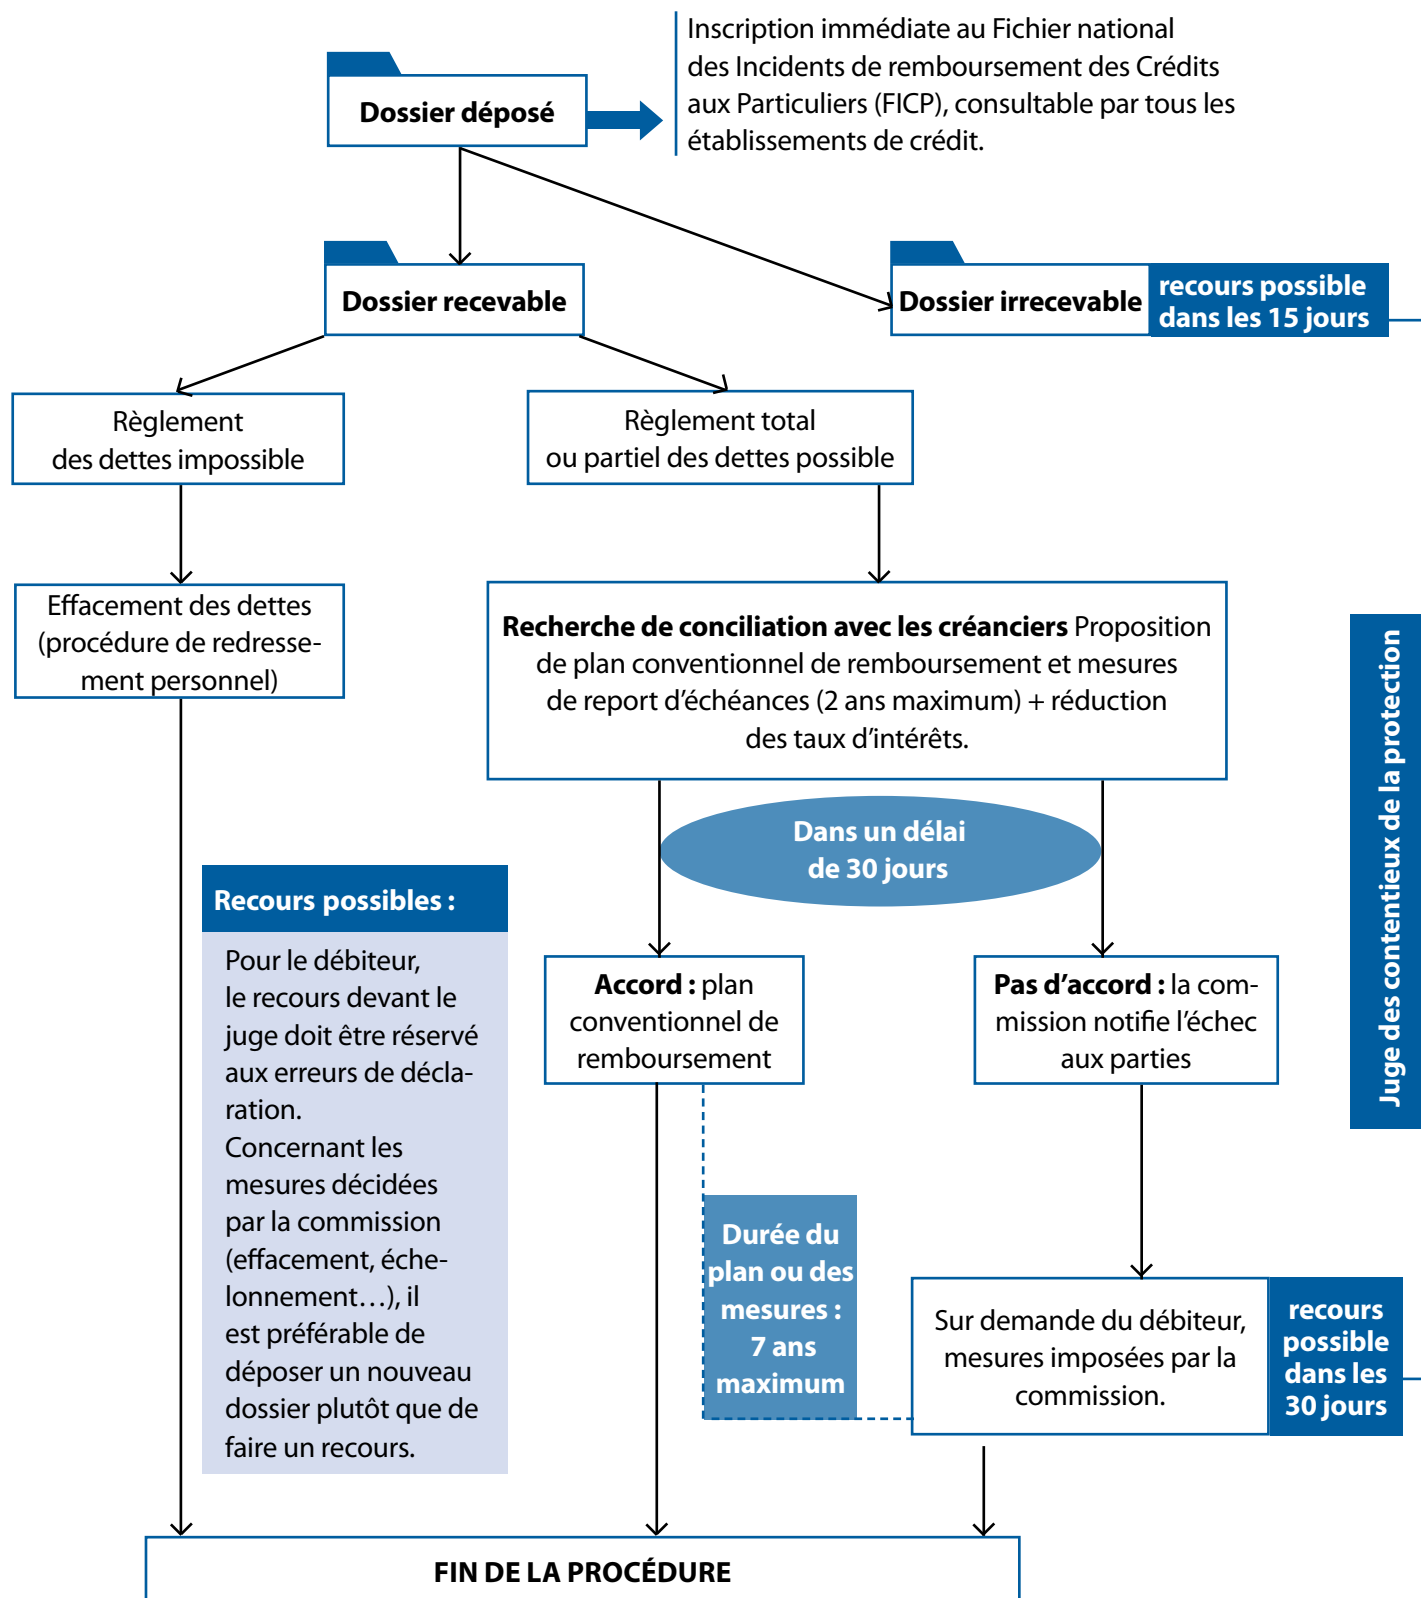 Inscription immédiate au Fichier national
des Incidents de remboursement des Crédits
aux Particuliers (FICP), consultable par tous les
établissements de crédit.
Dossier déposé
Dossier recevable
Dossier irrecevable
recours possible
dans les 15 jours
Règlement
des dettes impossible
Règlement total
ou partiel des dettes possible
Effacement des dettes
(procédure de redresse-
ment personnel)
Recherche de conciliation avec les créanciers Proposition
de plan conventionnel de remboursement et mesures
de report d’échéances (2 ans maximum) + réduction
des taux d’intérêts.
Juge des contentieux de la protection
Dans un délai
de 30 jours
Recours possibles :
Pour le débiteur,
le recours devant le
juge doit être réservé
aux erreurs de décla-
ration.
Concernant les
mesures décidées
par la commission
(effacement, éche-
lonnement…), il
est préférable de
déposer un nouveau
dossier plutôt que de
faire un recours.
Accord : plan
conventionnel de
remboursement
Pas d’accord : la com-
mission notifie l’échec
aux parties
Durée du
plan ou des
mesures :
7 ans
maximum
Sur demande du débiteur,
mesures imposées par la
commission.
recours
possible
dans les
30 jours
FIN DE LA PROCÉDURE